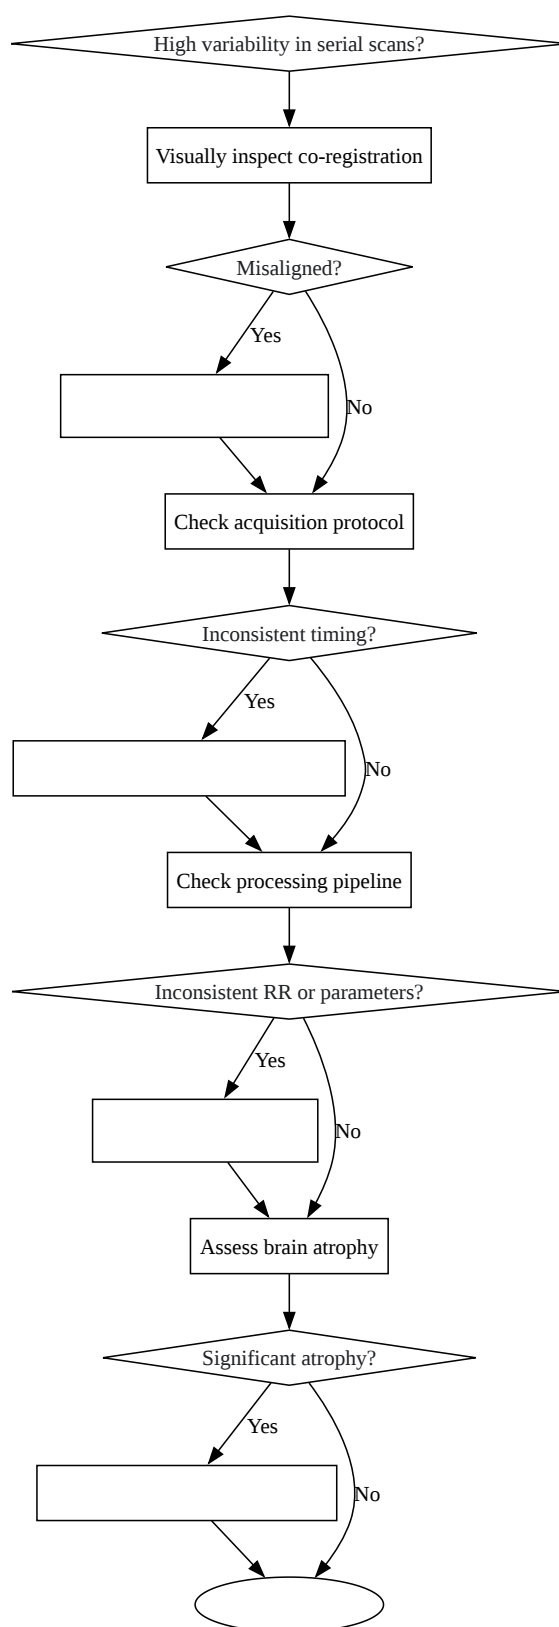 High variability in serial scans?
Visually inspect co-registration
Misaligned?
Yes
No
Check acquisition protocol
Inconsistent timing?
Yes
No
Check processing pipeline
Inconsistent RR or parameters?
Yes
No
Assess brain atrophy
Significant atrophy?
Yes
No